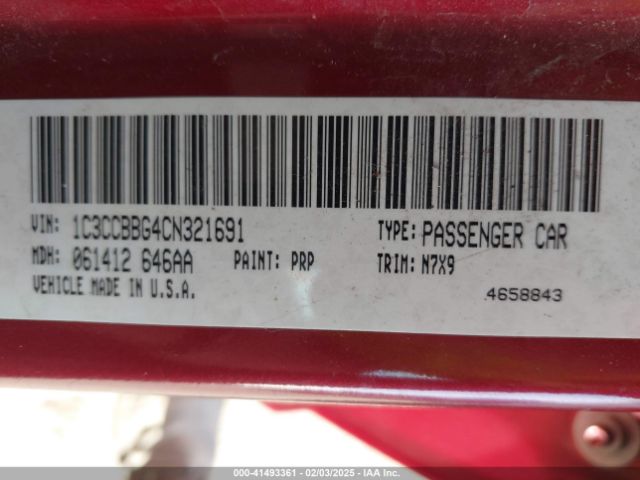 VIN: 1C3CCBBG4CN321691 TYPE: PASSENGER CAR
MDH: 061412 646AA PAINT: PRP TRIM: N7X9
VEHICLE MADE IN U.S.A. 4658843
000-41493361 - 02/03/2025 - IAA Inc.